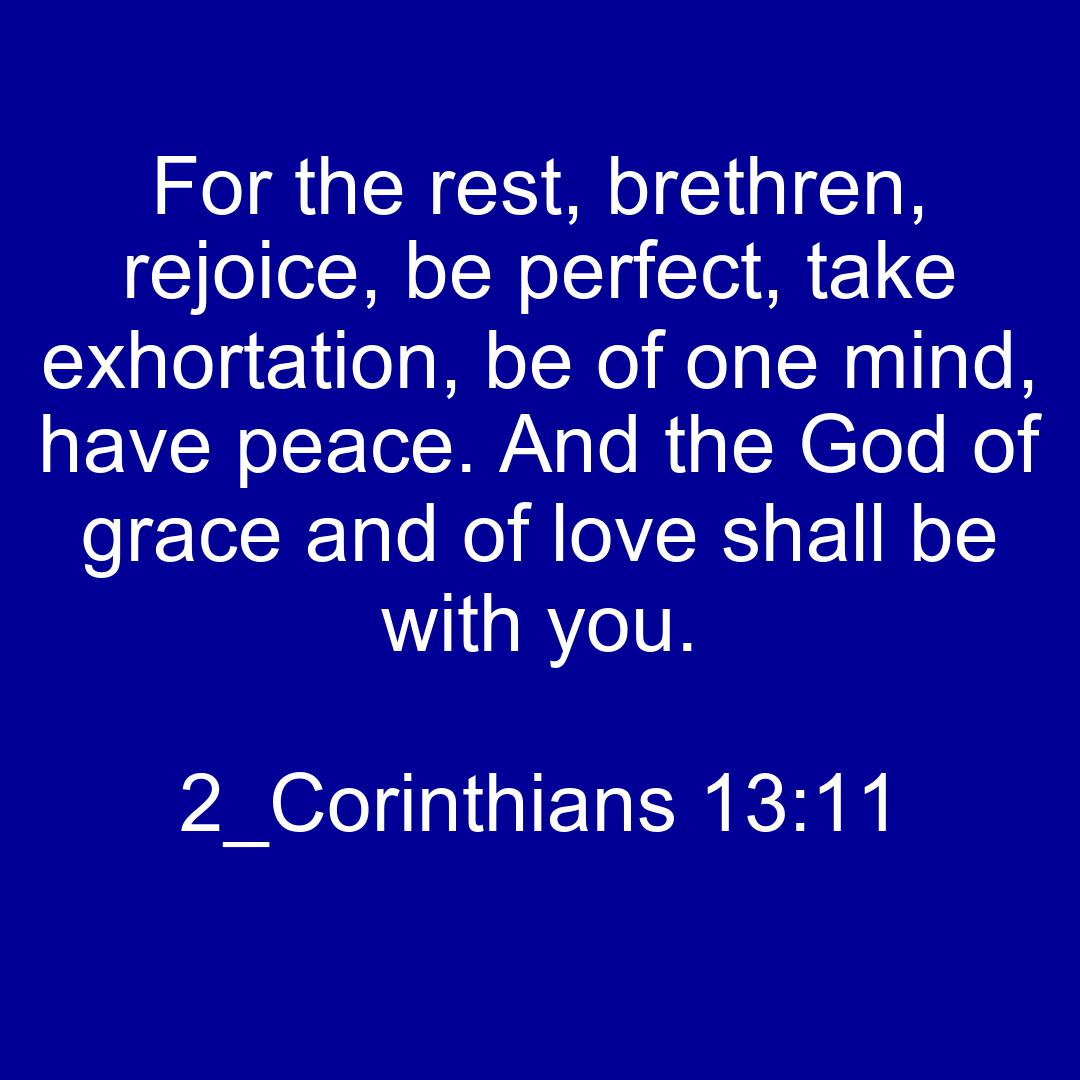 For the rest, brethren,
rejoice, be perfect, take
exhortation, be of one mind,
have peace. And the God of
grace and of love shall be
with you.
2_Corinthians 13:11